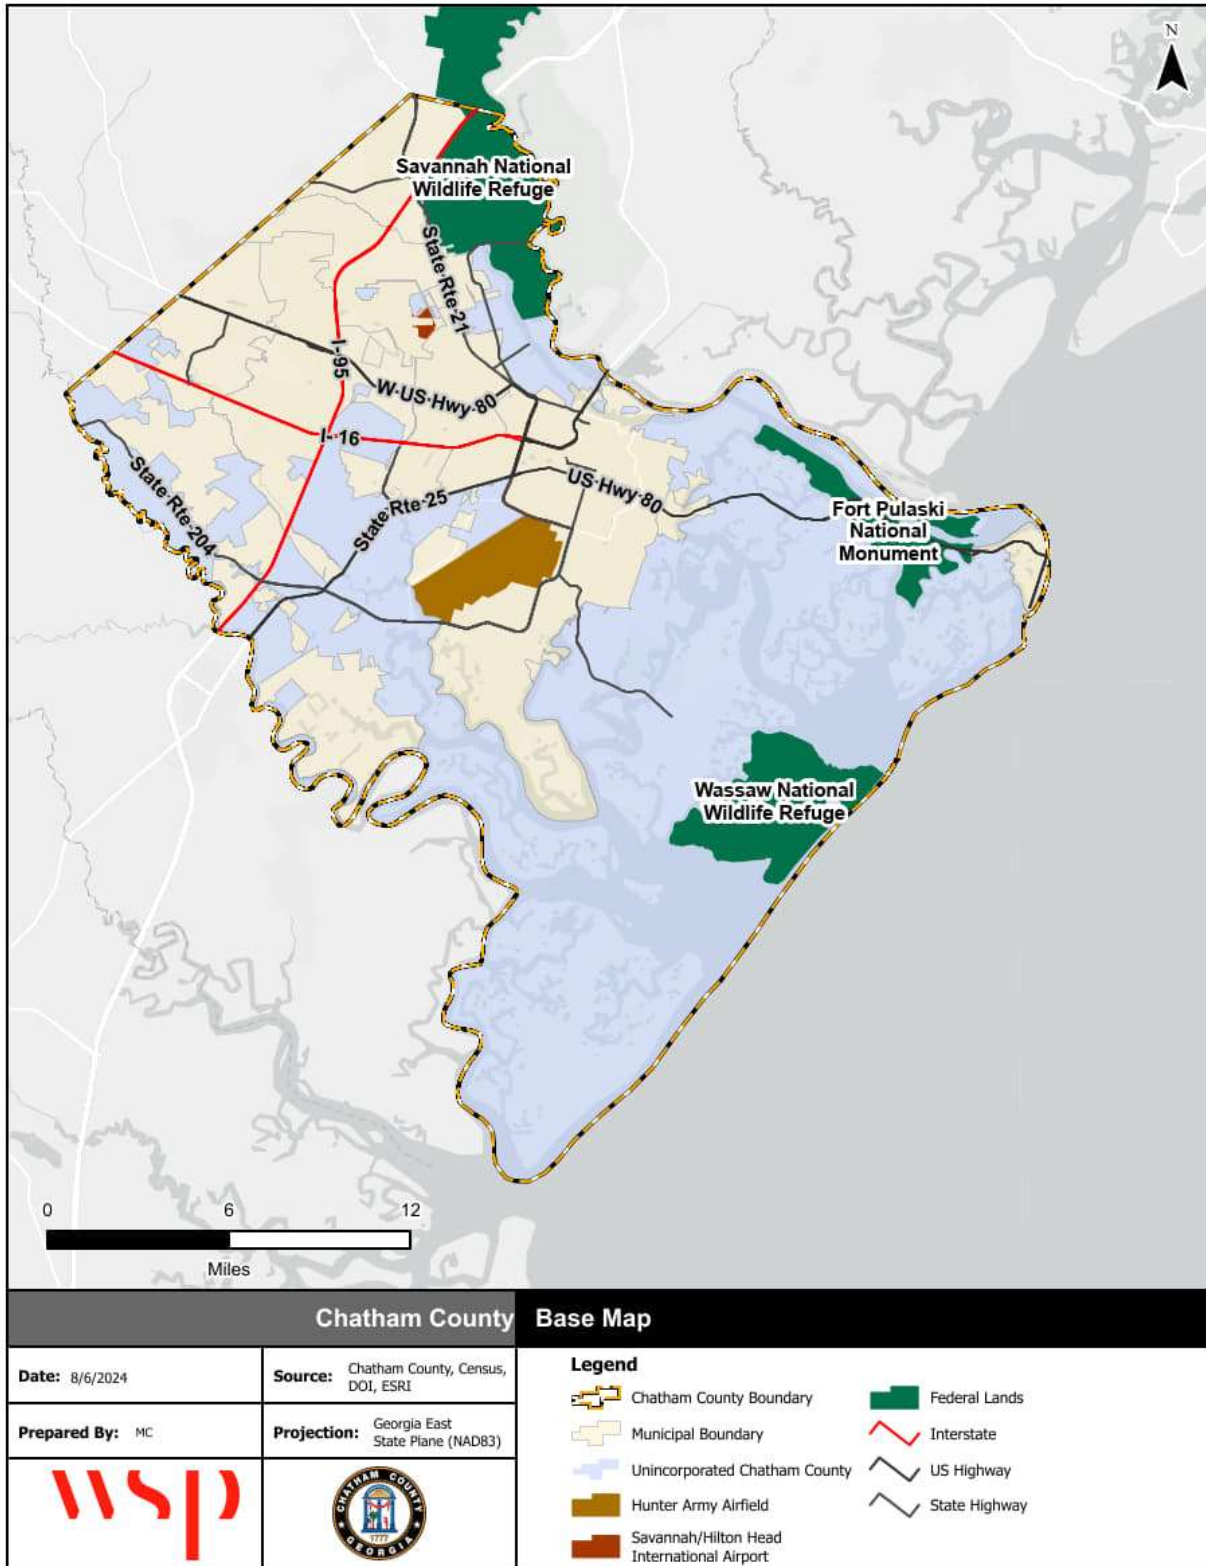 N
Savannah National
Wildlife Refuge
State Rte 21
I-95
W US Hwy 80
I-16
State Rte 204
State Rte 25
US Hwy 80
Fort Pulaski
National
Monument
Wassaw National
Wildlife Refuge
0 6 12
Miles
Chatham County Base Map
Date: 8/6/2024
Source: Chatham County, Census,
DOI, ESRI
Prepared By: MC
Projection: Georgia East
State Plane (NAD83)
wsp
CHATHAM COUNTY
1777
GEORGIA
Legend
Chatham County Boundary
Municipal Boundary
Unincorporated Chatham County
Hunter Army Airfield
Savannah/Hilton Head
International Airport
Federal Lands
Interstate
US Highway
State Highway